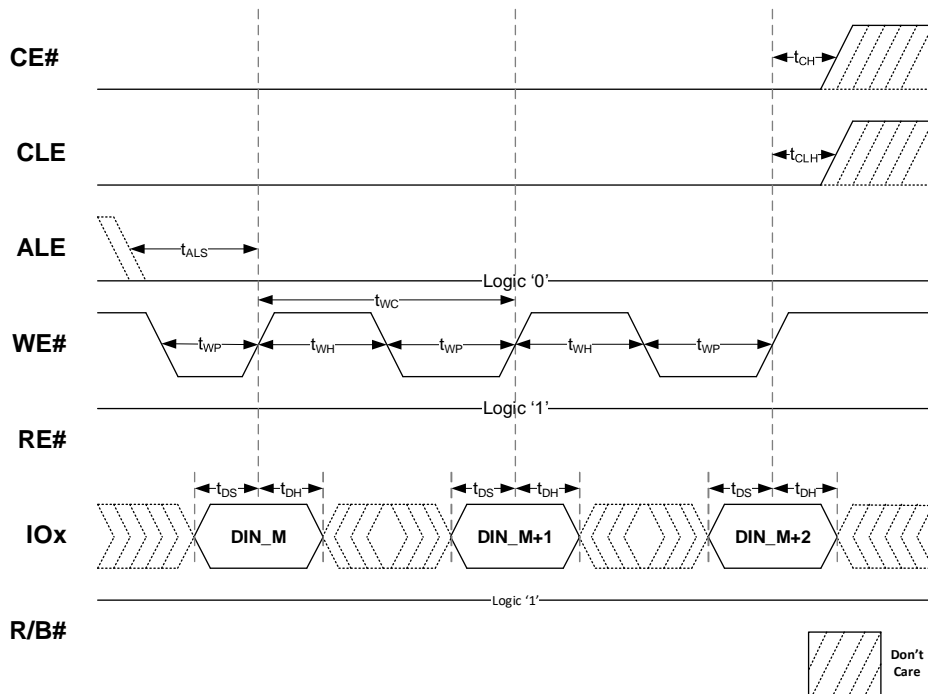 CE#
tCH
CLE
tCLH
ALE
tALS
Logic ‘0’
tWC
WE#
tWP tWH tWP tWH tWP
Logic ‘1’
RE#
tDS tDH tDS tDH tDS tDH
IOx DIN_M DIN_M+1 DIN_M+2
Logic ‘1’
R/B#
Don’t
Care